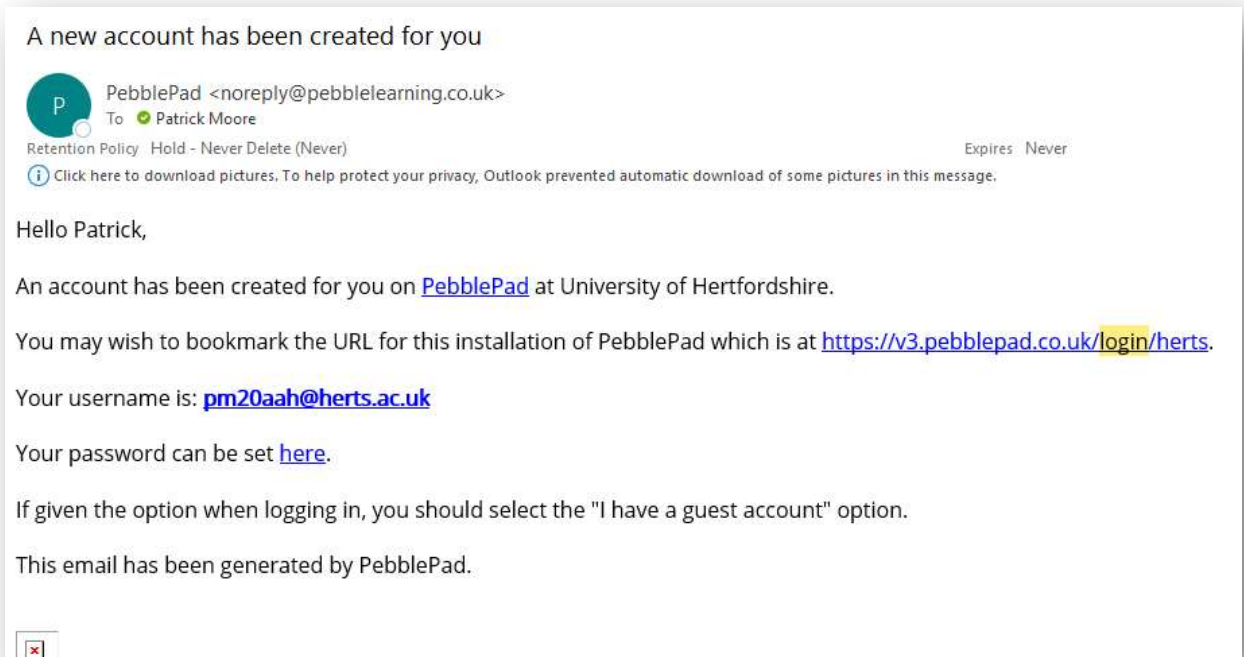 A new account has been created for you
P
PebblePad <noreply@pebblelearning.co.uk>
To Patrick Moore
Retention Policy Hold - Never Delete (Never) Expires Never
Click here to download pictures. To help protect your privacy, Outlook prevented automatic download of some pictures in this message.
Hello Patrick,
An account has been created for you on PebblePad at University of Hertfordshire.
You may wish to bookmark the URL for this installation of PebblePad which is at https://v3.pebblepad.co.uk/login/herts.
Your username is: pm20aah@herts.ac.uk
Your password can be set here.
If given the option when logging in, you should select the "I have a guest account" option.
This email has been generated by PebblePad.